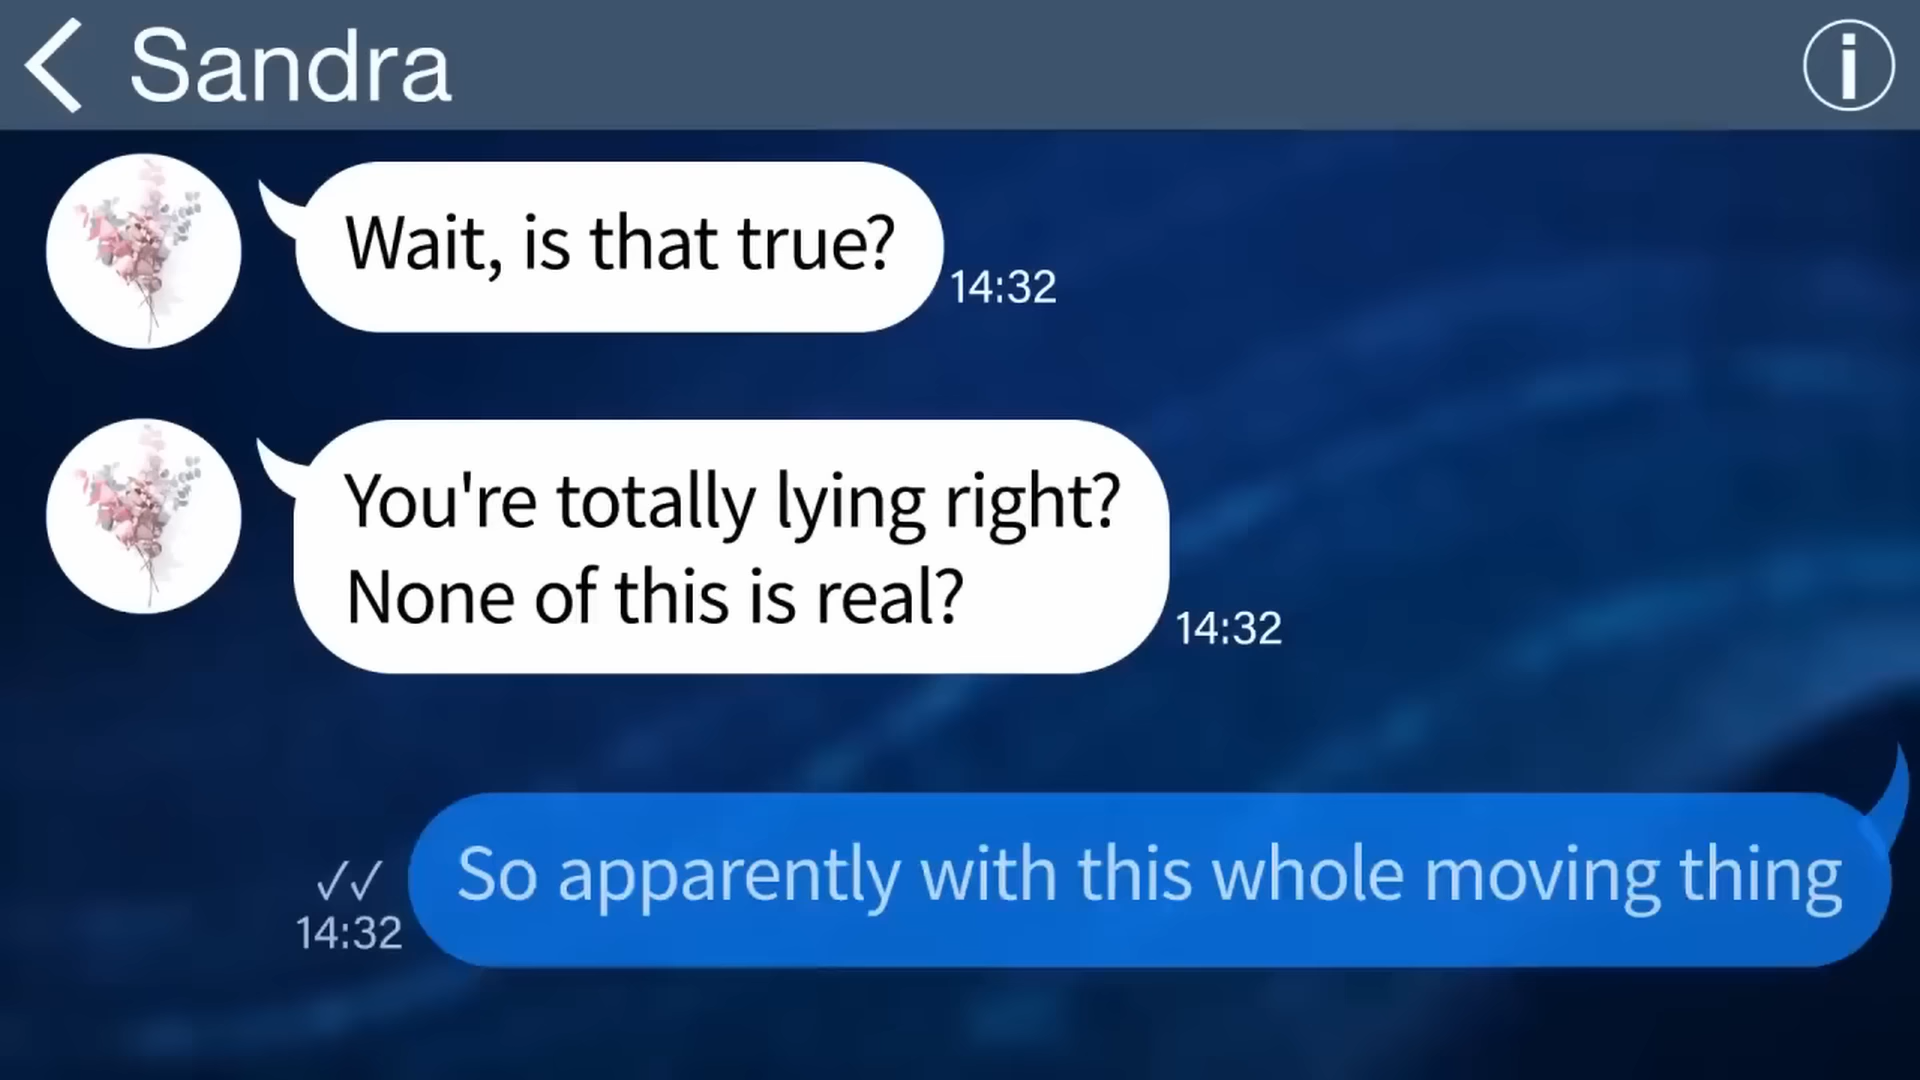 Sandra
Wait, is that true?
14:32
You're totally lying right?
None of this is real?
14:32
So apparently with this whole moving thing
14:32